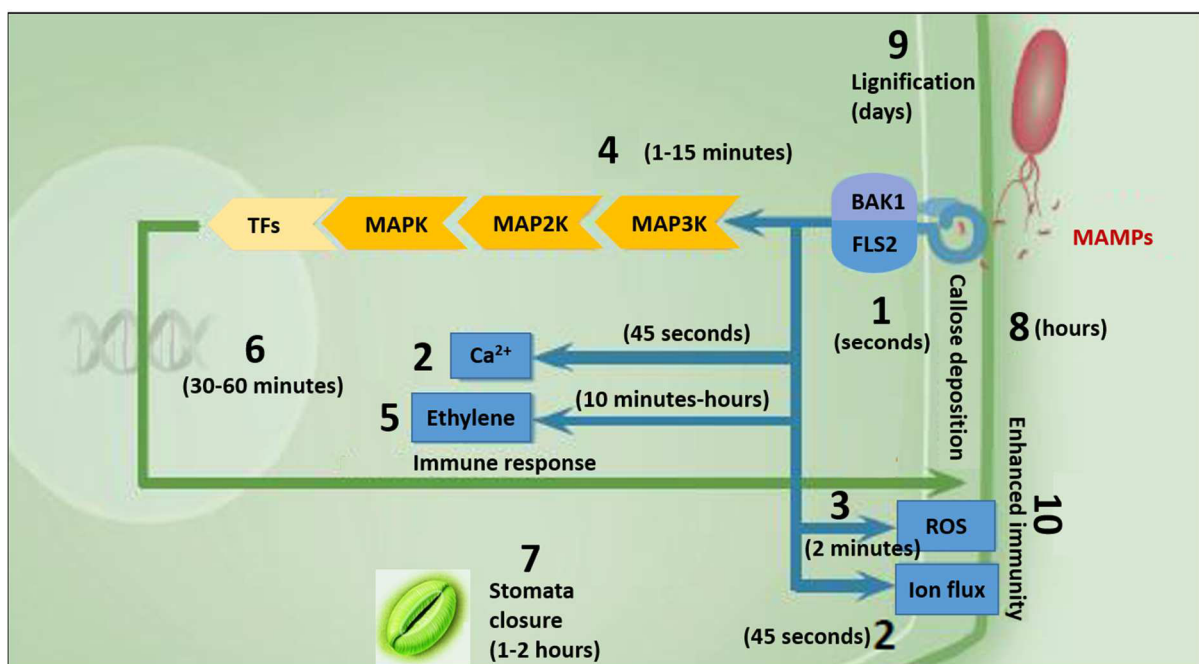 9
Lignification
(days)
4 (1-15 minutes)
TFs
MAPK
MAP2K
MAP3K
BAK1
FLS2
MAMPs
1
(seconds)
Callose deposition
8 (hours)
6
(30-60 minutes)
2
Ca²⁺
(45 seconds)
5
Ethylene
(10 minutes-hours)
Immune response
3
(2 minutes)
ROS
Ion flux
(45 seconds) 2
Enhanced immunity
10
7
Stomata
closure
(1-2 hours)